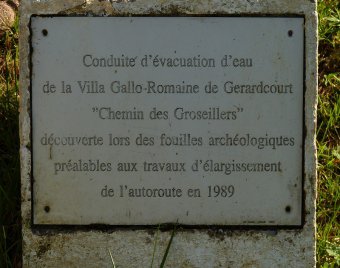 Conduite d'évacuation d'eau
de la Villa Gallo-Romaine de Gerardcourt
"Chemin des Groseillers"
découverte lors des fouilles archéologiques
préalables aux travaux d'élargissement
de l'autoroute en 1989